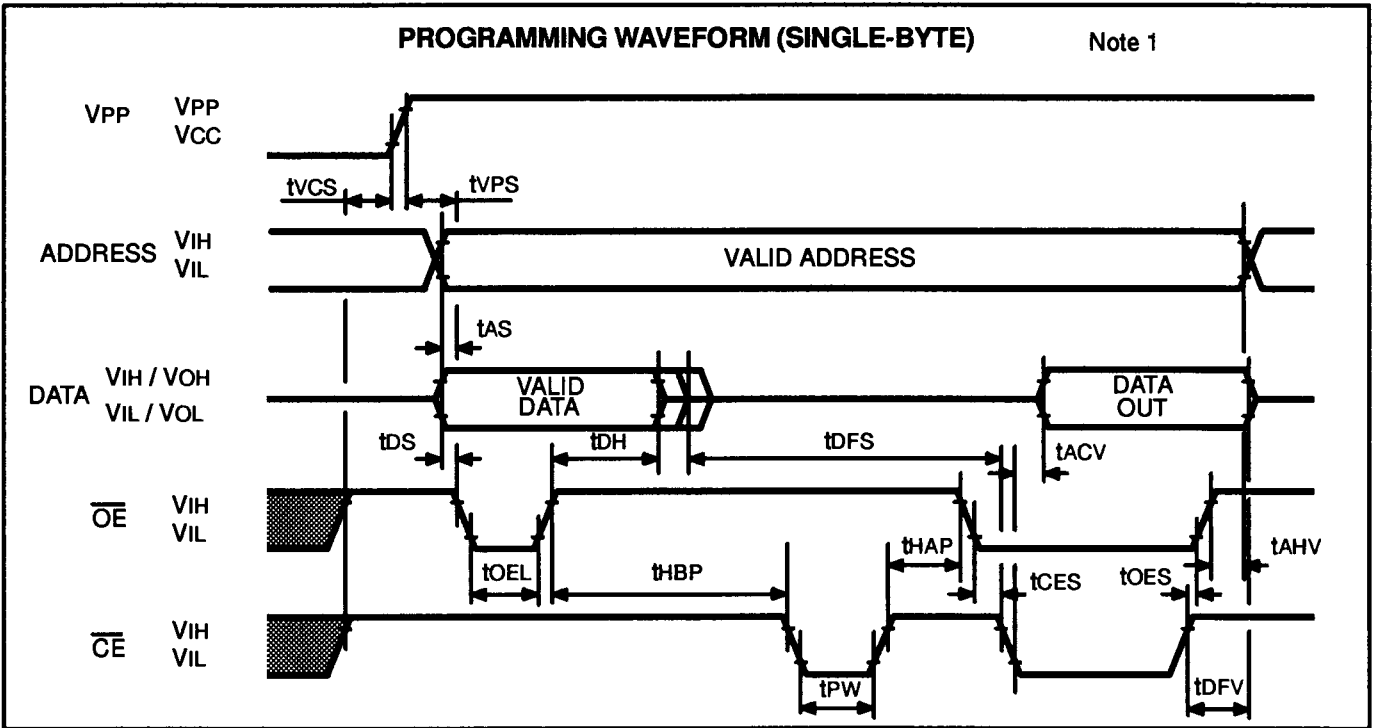 PROGRAMMING WAVEFORM (SINGLE-BYTE) Note 1
VPP VPP
VCC
tVCS tVPS
ADDRESS VIH
VIL
VALID ADDRESS
tAS
DATA VIH / VOH
VIL / VOL
VALID
DATA
DATA
OUT
tDS tDH tDFS tACV
OE VIH
VIL
tOEL tHBP tHAP tCES tOES tAHV
CE VIH
VIL
tPW tDFV